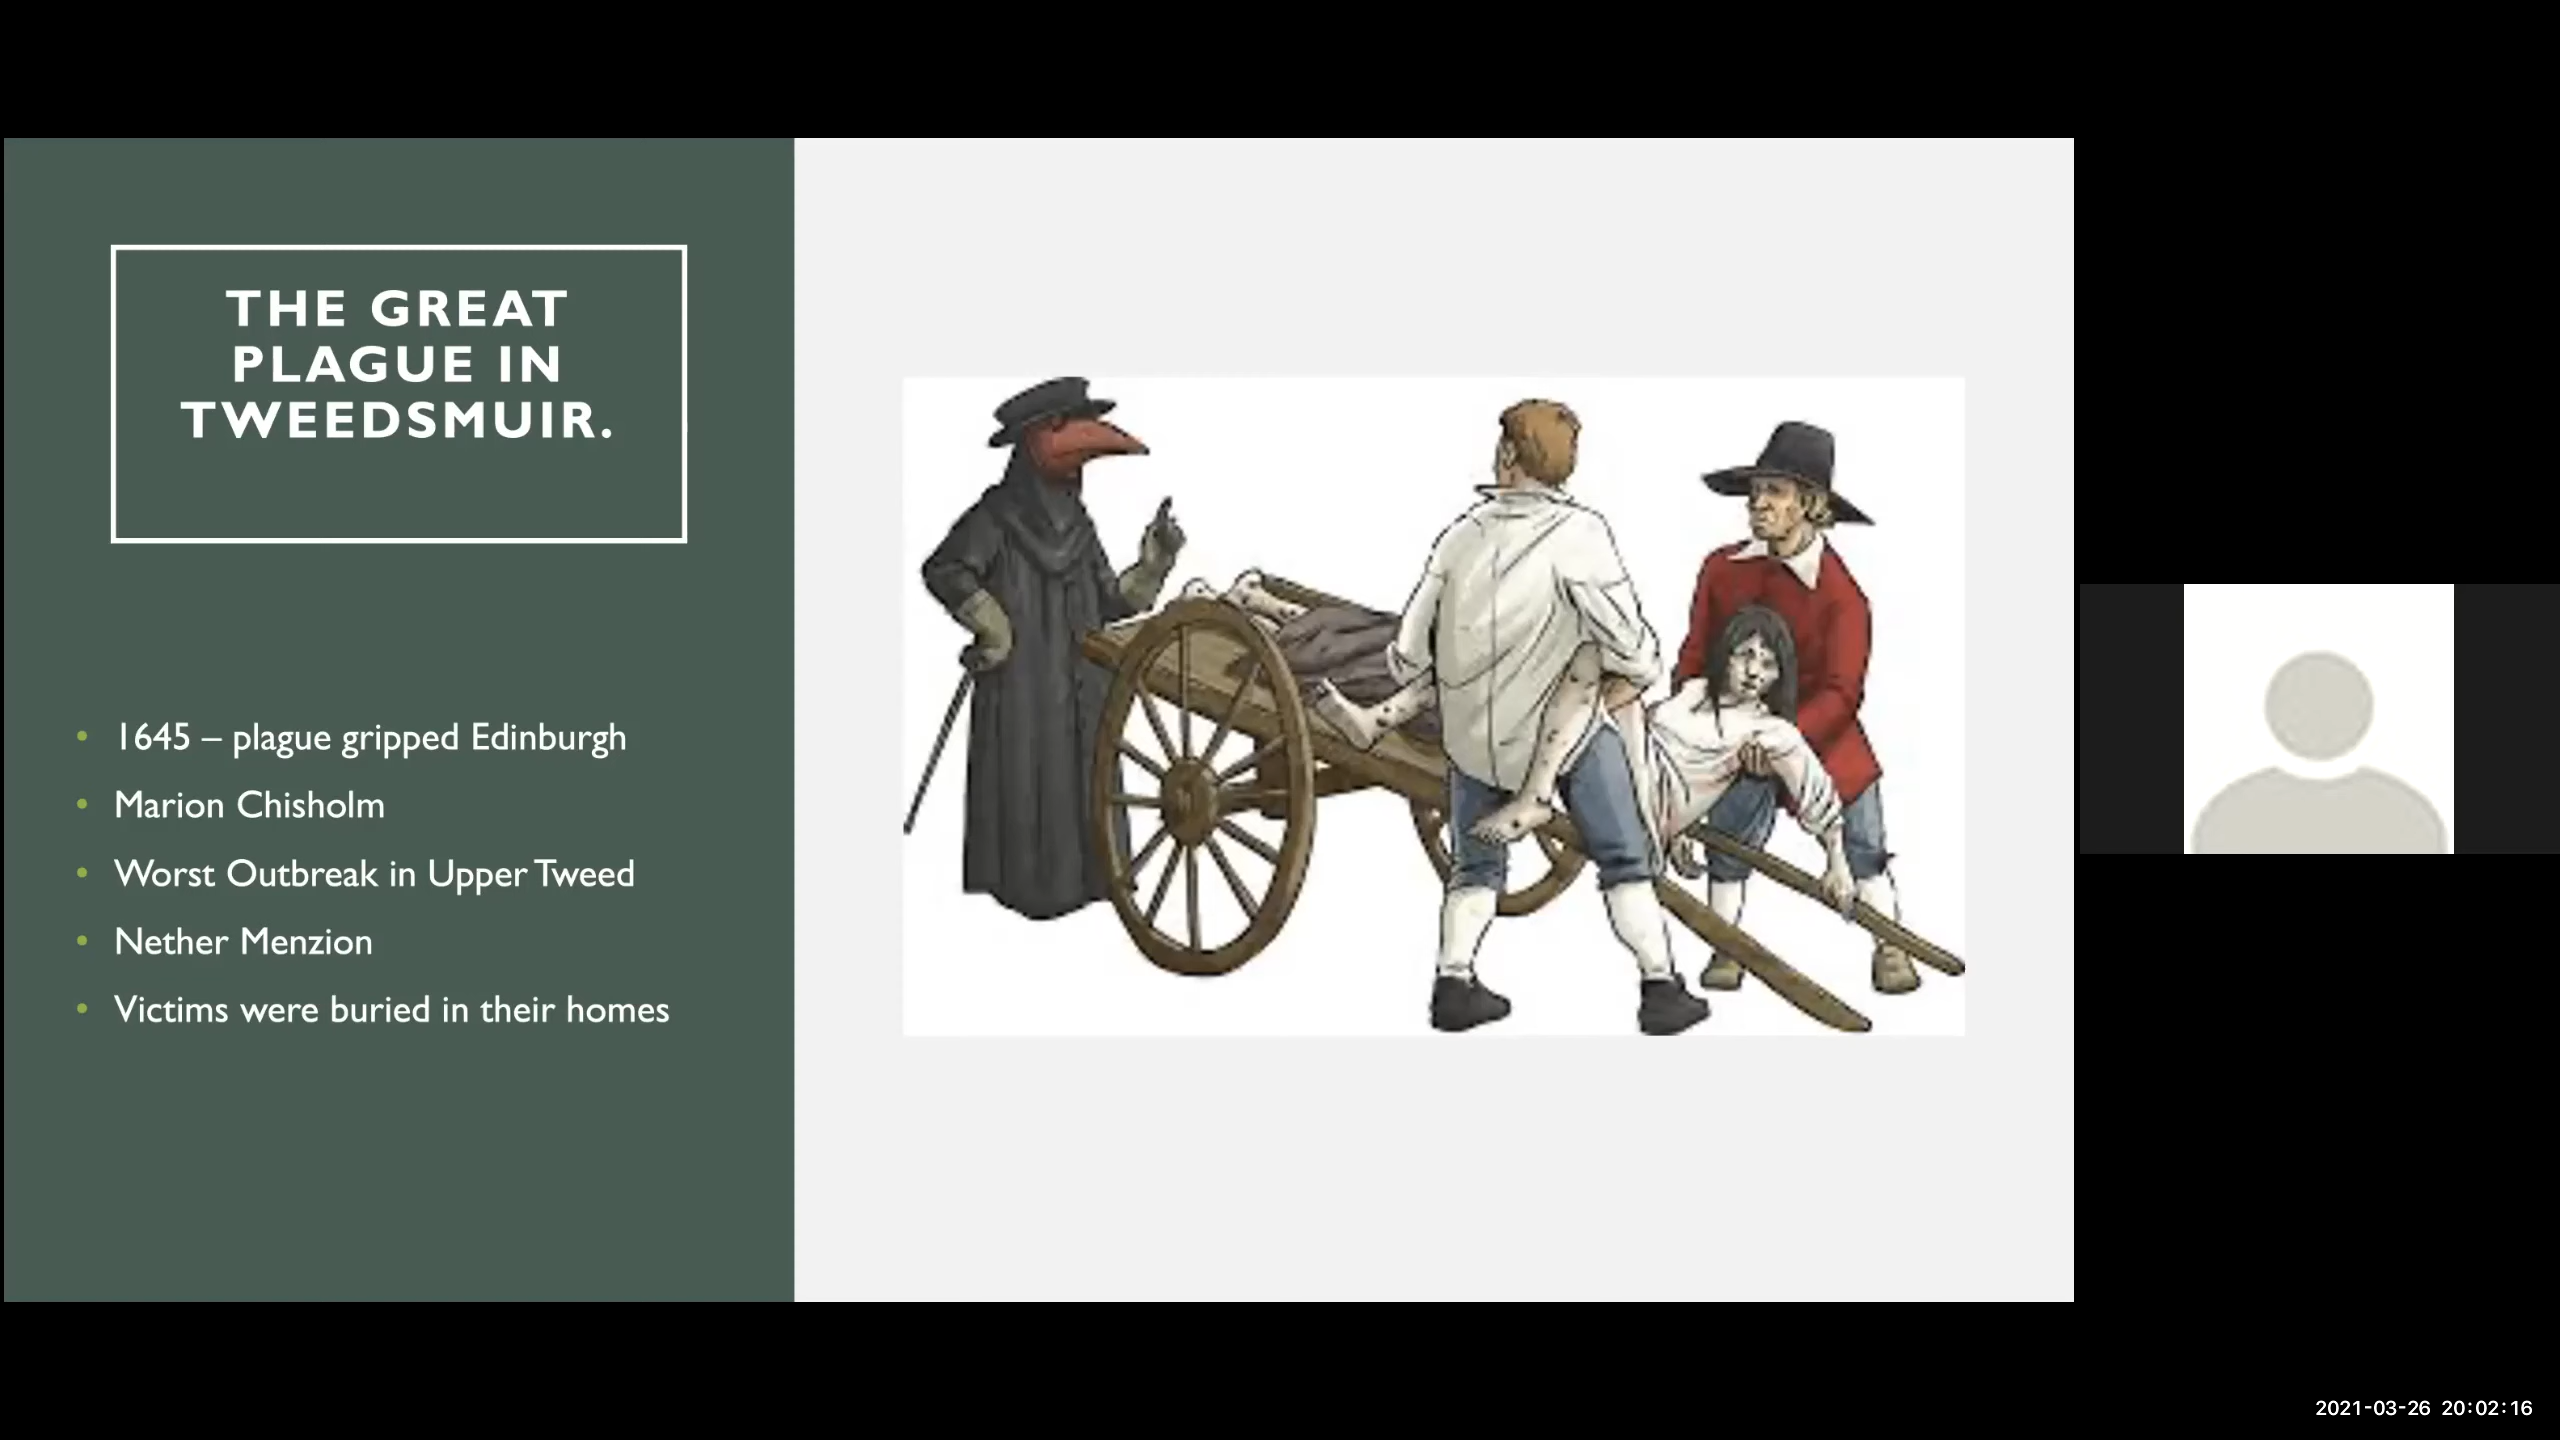 THE GREAT
PLAGUE IN
TWEEDSMUIR.
• 1645 – plague gripped Edinburgh
• Marion Chisholm
• Worst Outbreak in Upper Tweed
• Nether Menzion
• Victims were buried in their homes
2021-03-26 20:02:16